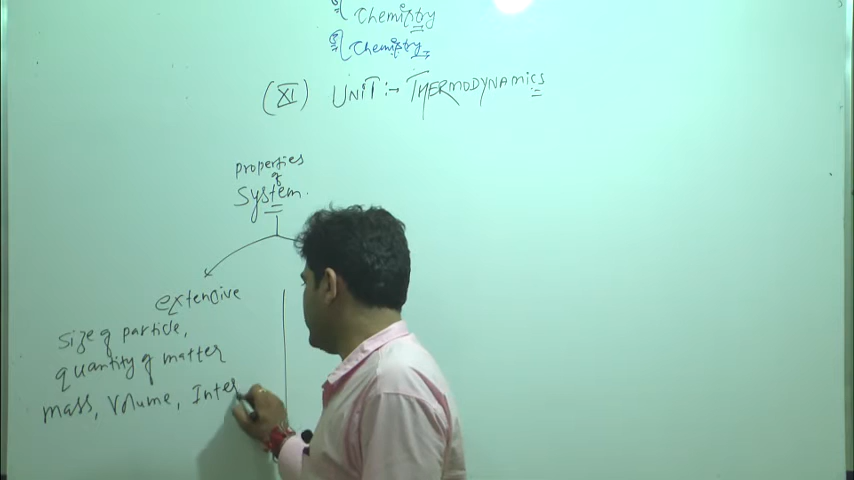 Chemistry
Chemistry
(XI) UNIT :→ THERMODYNAMICS
properties
of
System.
extensive
size of particle,
quantity of matter
mass, Volume, Inter